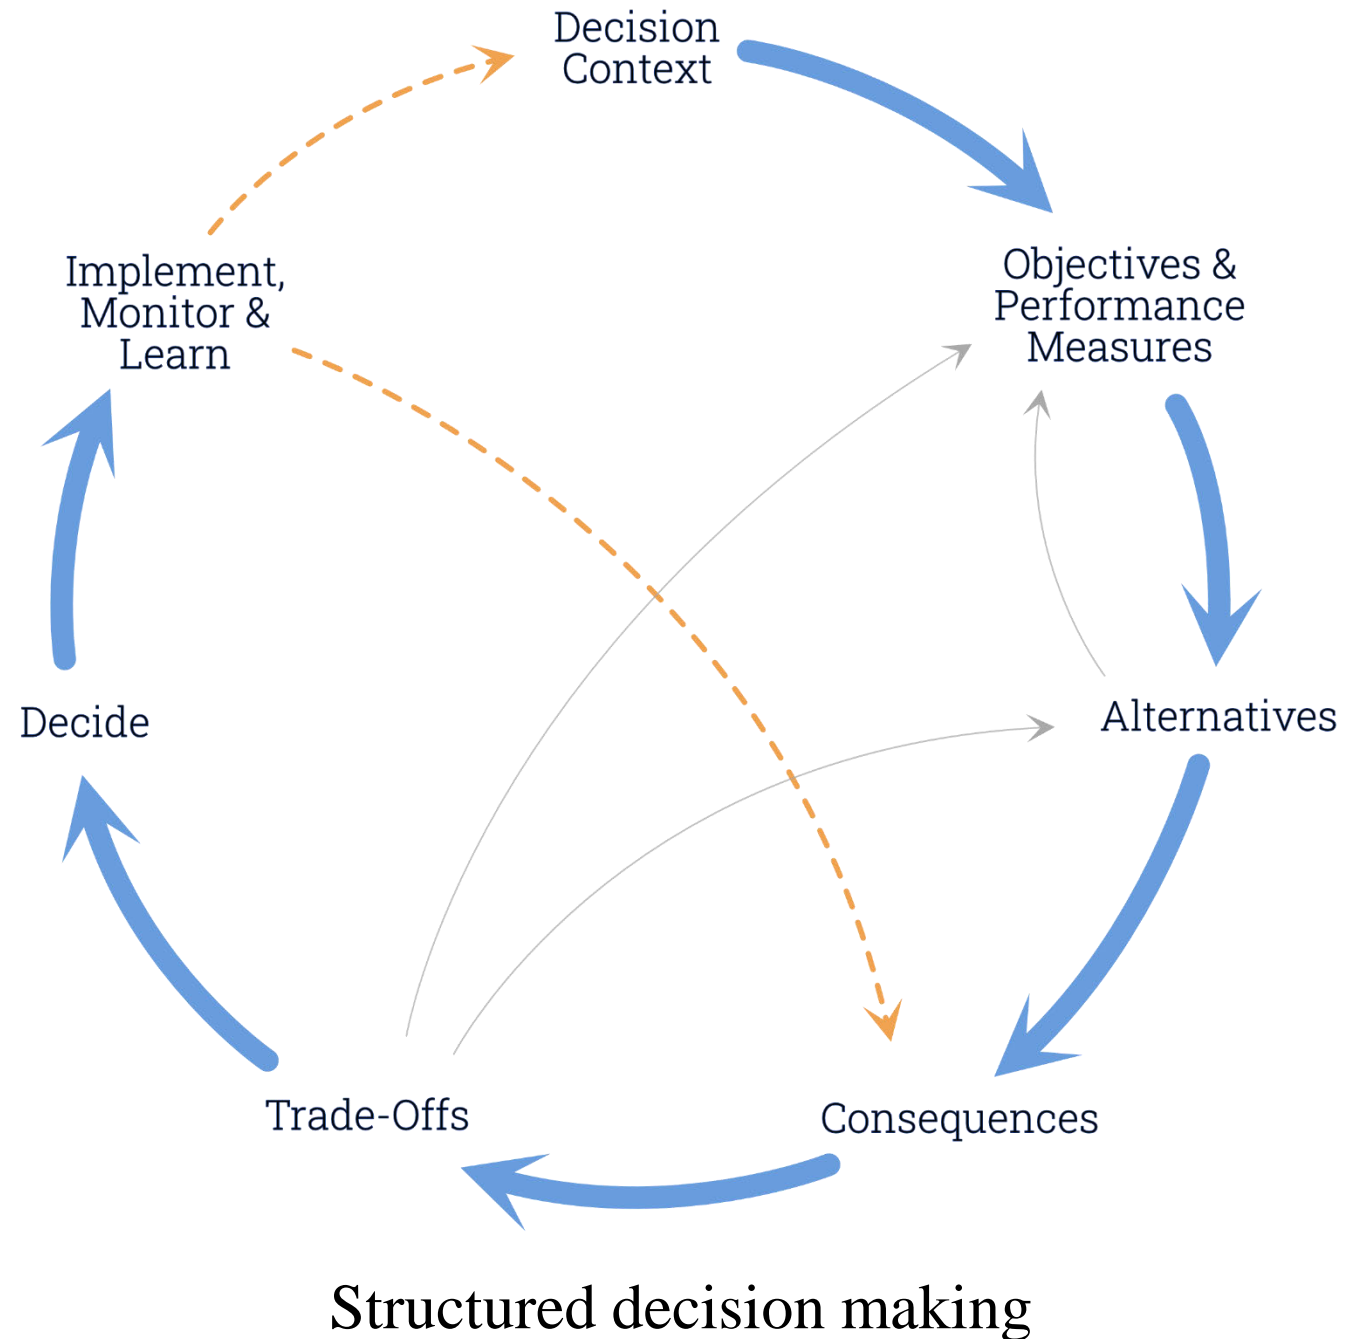 Decision
Context
Objectives &
Performance
Measures
Implement,
Monitor &
Learn
Decide
Alternatives
Trade-Offs
Consequences
Structured decision making